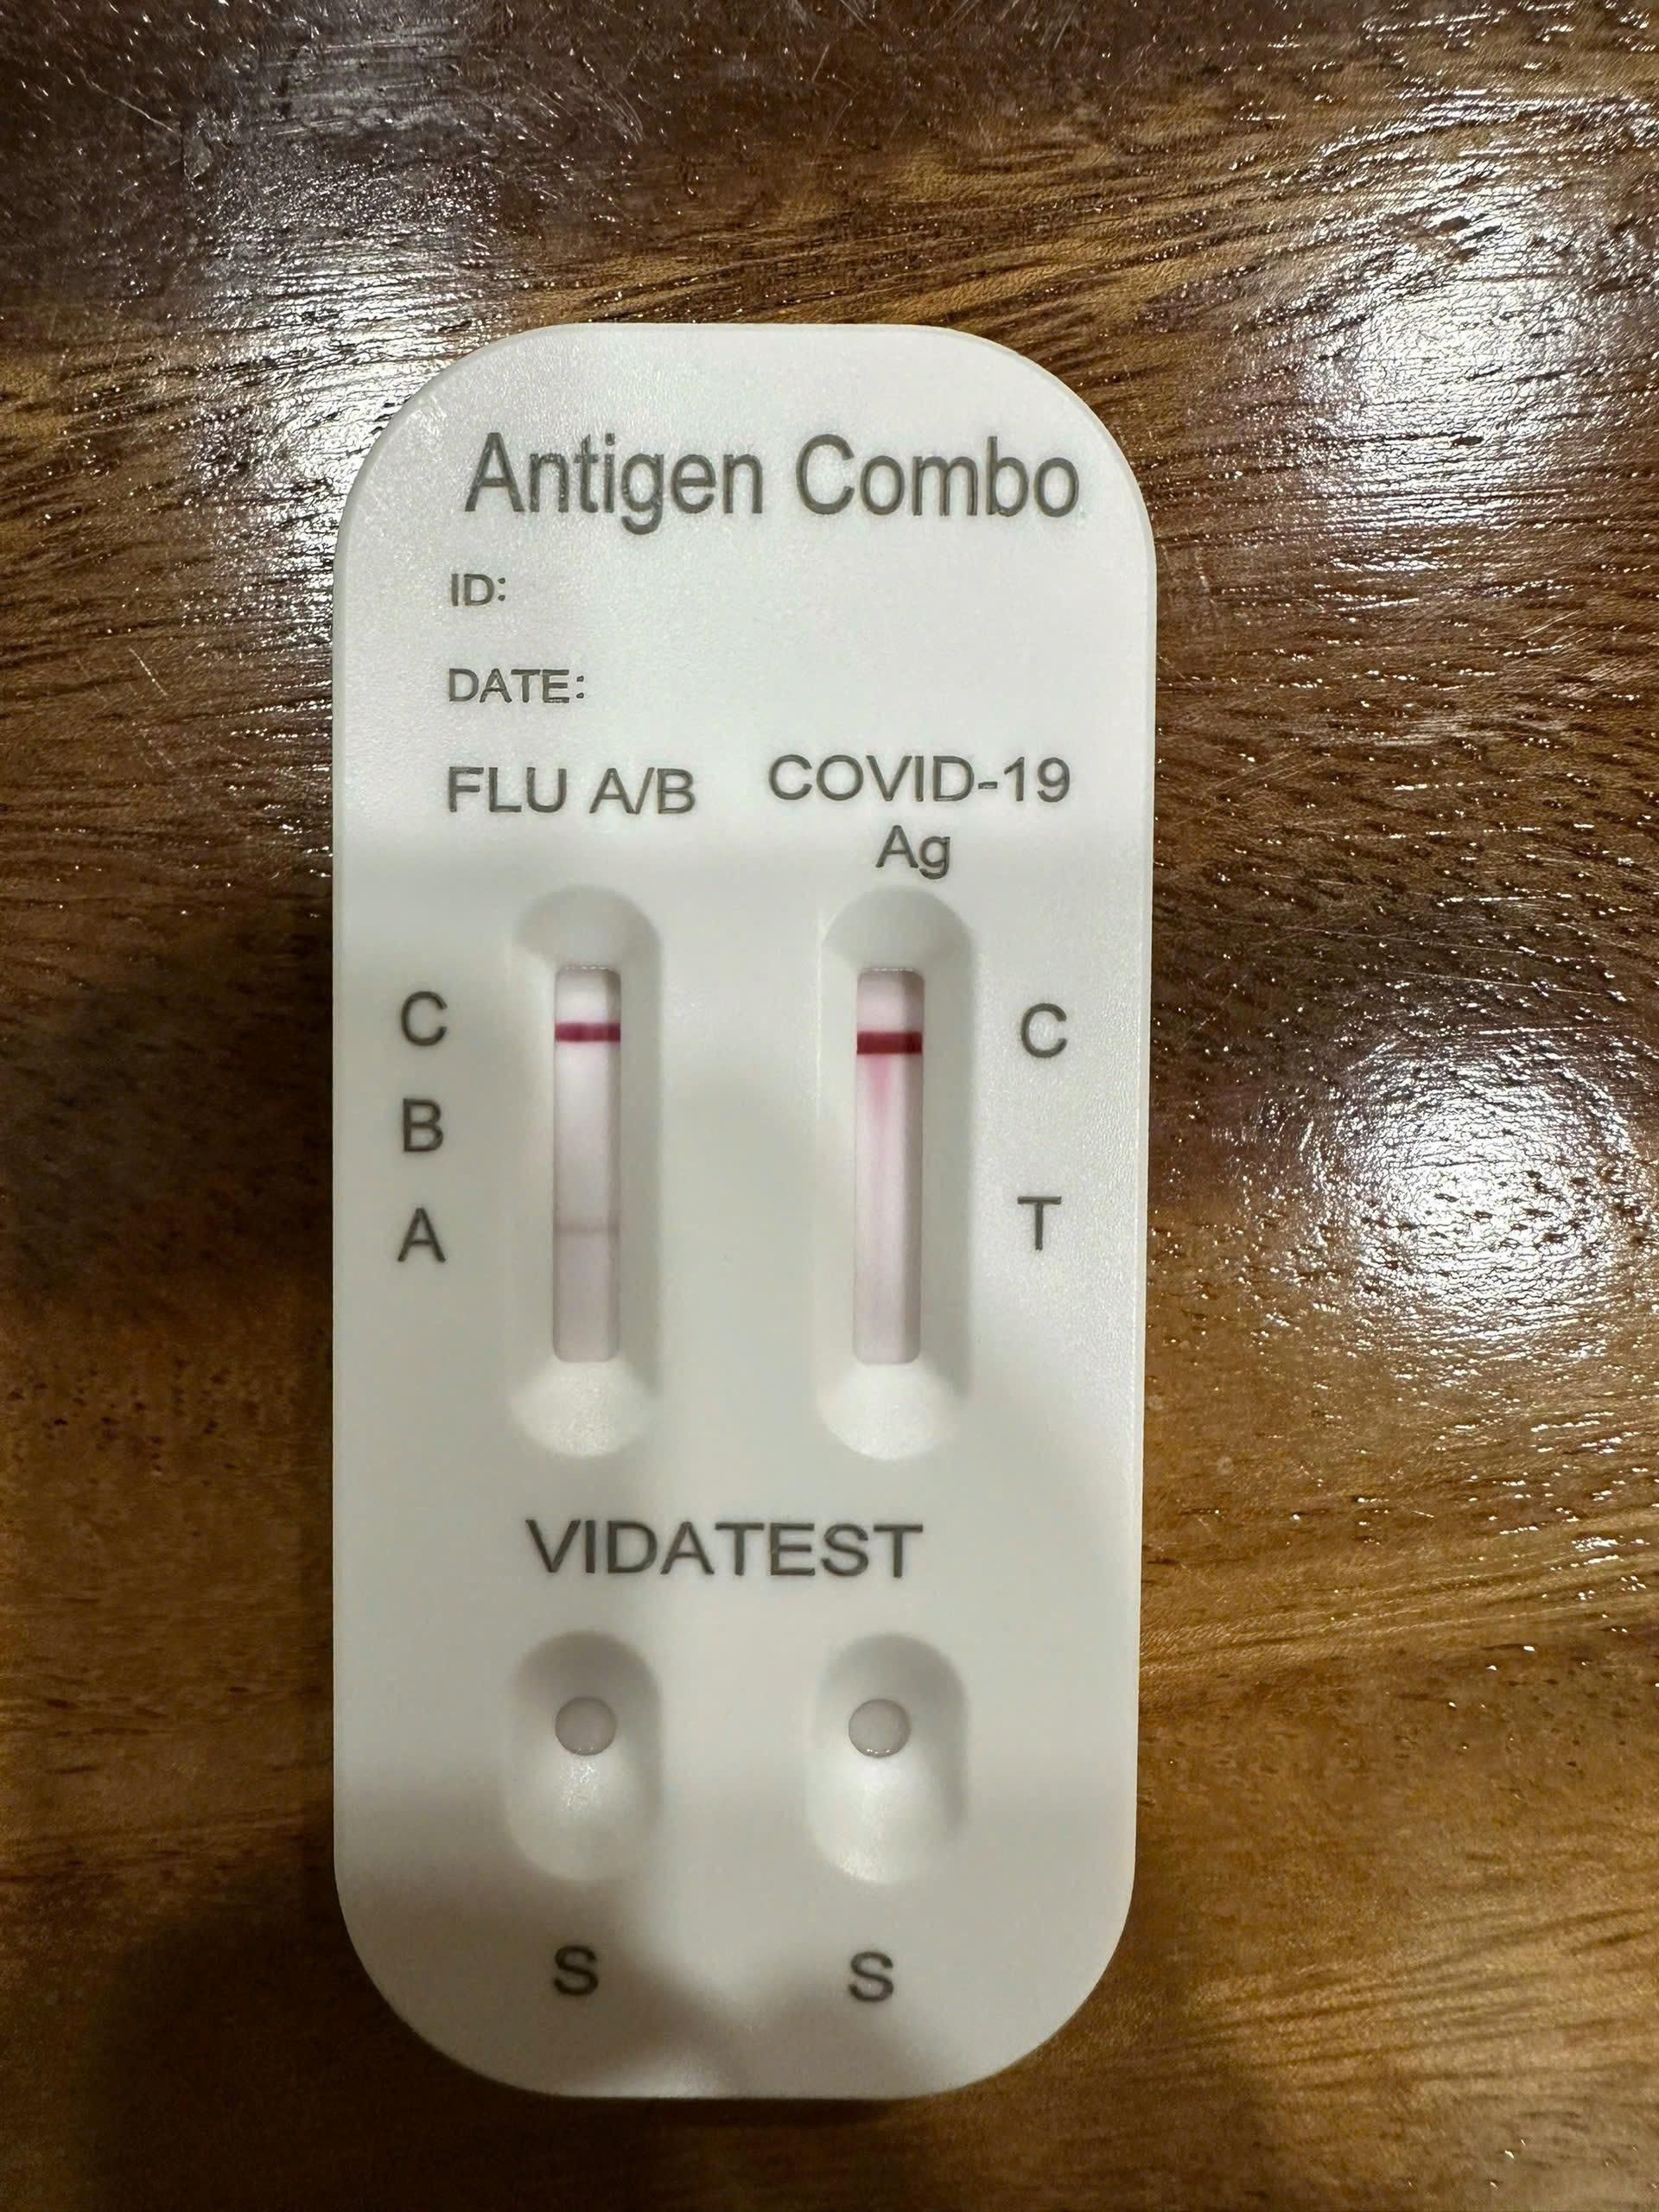 Antigen Combo
ID:
DATE:
FLU A/B
COVID-19
Ag
C
B
A
C
T
VIDATEST
S
S